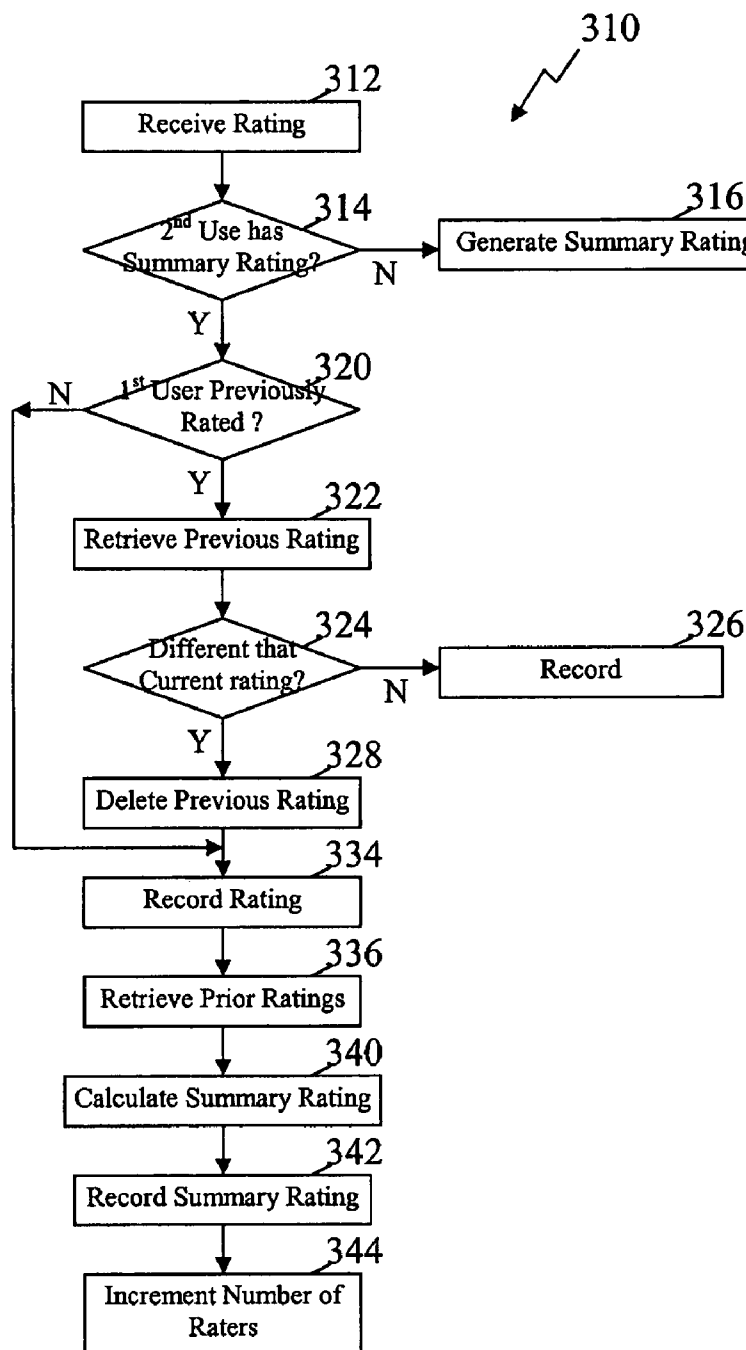 310
312
Receive Rating
314
2nd Use has
Summary Rating?
N
316
Generate Summary Rating
Y
320
1st User Previously
Rated ?
N
Y
322
Retrieve Previous Rating
324
Different that
Current rating?
N
326
Record
Y
328
Delete Previous Rating
334
Record Rating
336
Retrieve Prior Ratings
340
Calculate Summary Rating
342
Record Summary Rating
344
Increment Number of
Raters